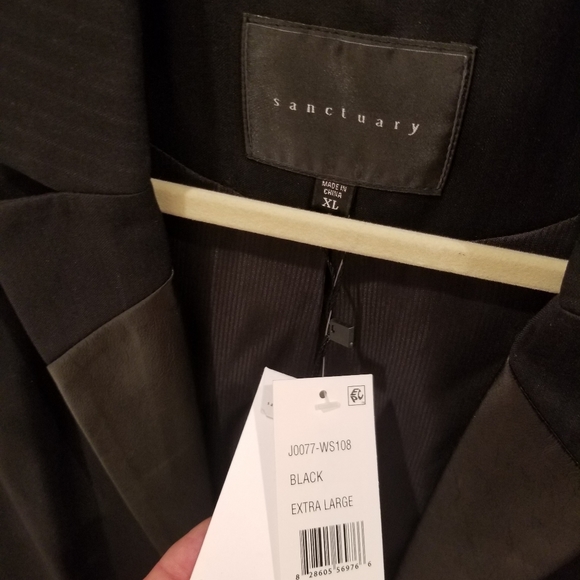 sanctuary
MADE IN
CHINA
XL
J0077-WS108
BLACK
EXTRA LARGE
8 28605 56976 6